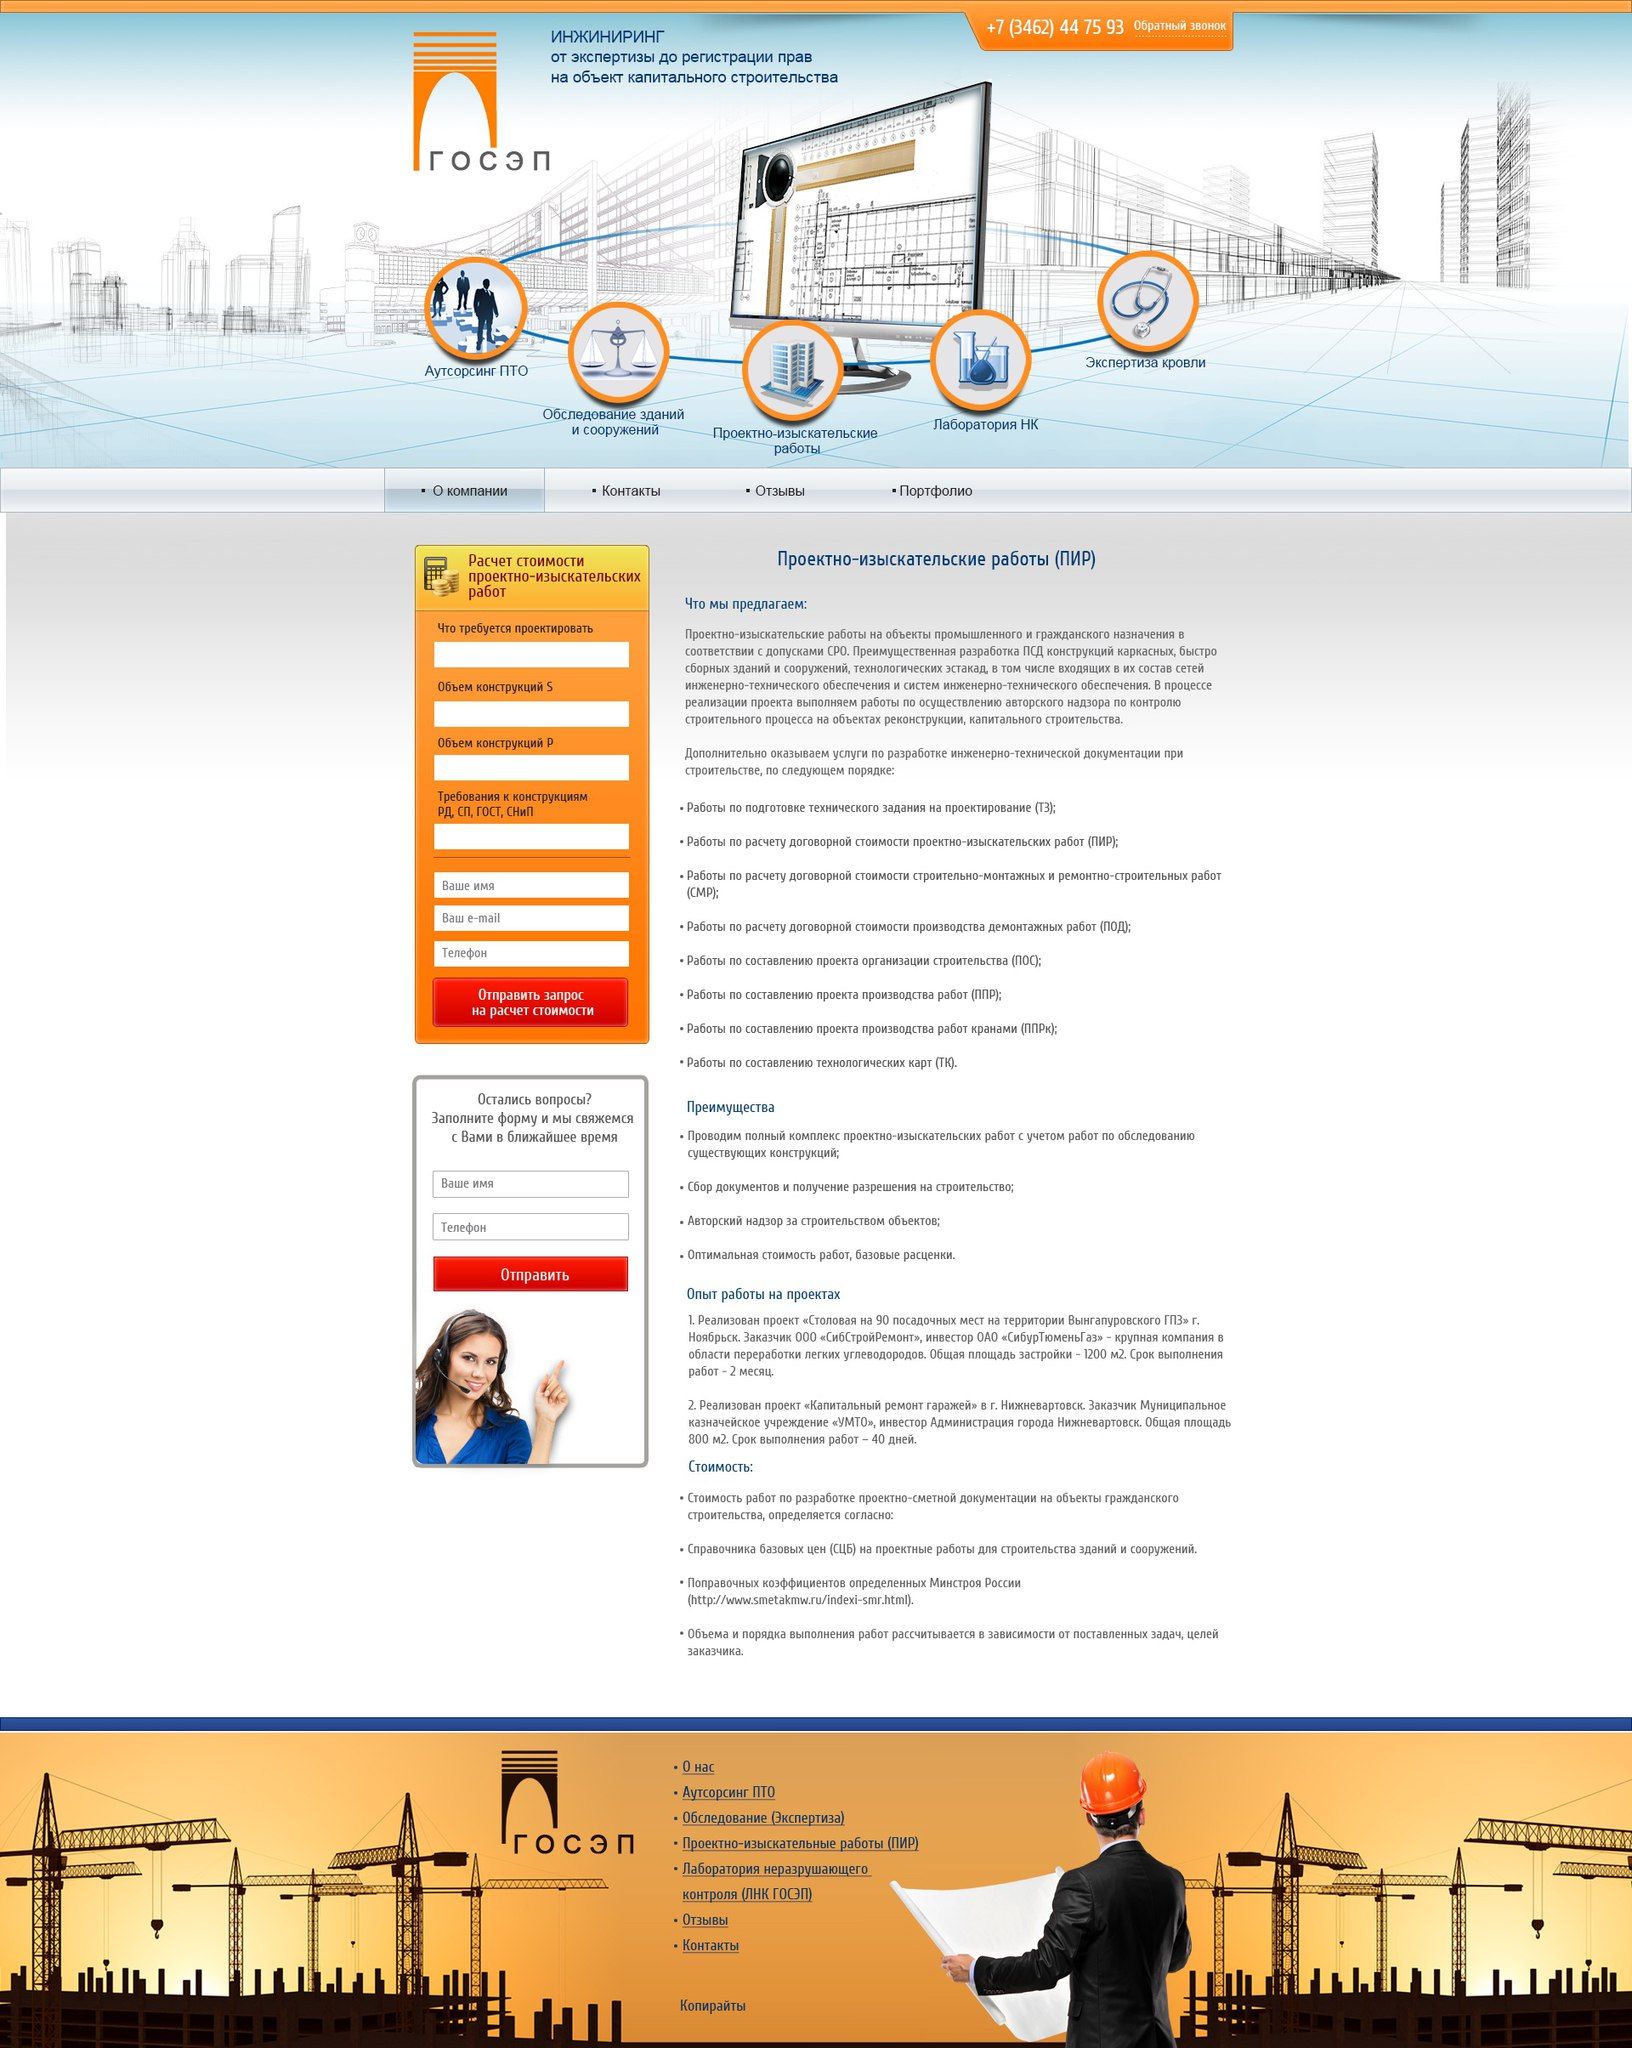 +7 (3462) 44 75 93 Обратный звонок
ИНЖИНИРИНГ
от экспертизы до регистрации прав
на объект капитального строительства
ГОСЭП
Аутсорсинг ПТО
Обследование зданий
и сооружений
Проектно-изыскательские
работы
Лаборатория НК
Экспертиза кровли
О компании
Контакты
Отзывы
Портфолио
Расчет стоимости
проектно-изыскательских
работ
Что требуется проектировать
Объем конструкций S
Объем конструкций P
Требования к конструкциям
РД, СП, ГОСТ, СНиП
Ваше имя
Ваш e-mail
Телефон
Отправить запрос
на расчет стоимости
Остались вопросы?
Заполните форму и мы свяжемся
с Вами в ближайшее время
Ваше имя
Телефон
Отправить
Проектно-изыскательские работы (ПИР)
Что мы предлагаем:
Проектно-изыскательские работы на объекты промышленного и гражданского назначения в
соответствии с допусками СРО. Преимущественная разработка ПСД конструкций каркасных, быстро
сборных зданий и сооружений, технологических эстакад, в том числе входящих в их состав сетей
инженерно-технического обеспечения и систем инженерно-технического обеспечения. В процессе
реализации проекта выполняем работы по осуществлению авторского надзора по контролю
строительного процесса на объектах реконструкции, капитального строительства.
Дополнительно оказываем услуги по разработке инженерно-технической документации при
строительстве, по следующем порядке:
• Работы по подготовке технического задания на проектирование (ТЗ);
• Работы по расчету договорной стоимости проектно-изыскательских работ (ПИР);
• Работы по расчету договорной стоимости строительно-монтажных и ремонтно-строительных работ
(СМР);
• Работы по расчету договорной стоимости производства демонтажных работ (ПОД);
• Работы по составлению проекта организации строительства (ПОС);
• Работы по составлению проекта производства работ (ППР);
• Работы по составлению проекта производства работ кранами (ППРк);
• Работы по составлению технологических карт (ТК).
Преимущества
• Проводим полный комплекс проектно-изыскательских работ с учетом работ по обследованию
существующих конструкций;
• Сбор документов и получение разрешения на строительство;
• Авторский надзор за строительством объектов;
• Оптимальная стоимость работ, базовые расценки.
Опыт работы на проектах
1. Реализован проект «Столовая на 90 посадочных мест на территории Вынгапуровского ГПЗ» г.
Ноябрьск. Заказчик ООО «СибСтройРемонт», инвестор ОАО «СибурТюменьГаз» - крупная компания в
области переработки легких углеводородов. Общая площадь застройки - 1200 м2. Срок выполнения
работ - 2 месяц.
2. Реализован проект «Капитальный ремонт гаражей» в г. Нижневартовск. Заказчик Муниципальное
казначейское учреждение «УМТО», инвестор Администрация города Нижневартовск. Общая площадь
800 м2. Срок выполнения работ – 40 дней.
Стоимость:
• Стоимость работ по разработке проектно-сметной документации на объекты гражданского
строительства, определяется согласно:
• Справочника базовых цен (СЦБ) на проектные работы для строительства зданий и сооружений.
• Поправочных коэффициентов определенных Минстроя России
(http://www.smetakmw.ru/indexi-smr.html).
• Объема и порядка выполнения работ рассчитывается в зависимости от поставленных задач, целей
заказчика.
ГОСЭП
• О нас
• Аутсорсинг ПТО
• Обследование (Экспертиза)
• Проектно-изыскательные работы (ПИР)
• Лаборатория неразрушающего
контроля (ЛНК ГОСЭП)
• Отзывы
• Контакты
Копирайты